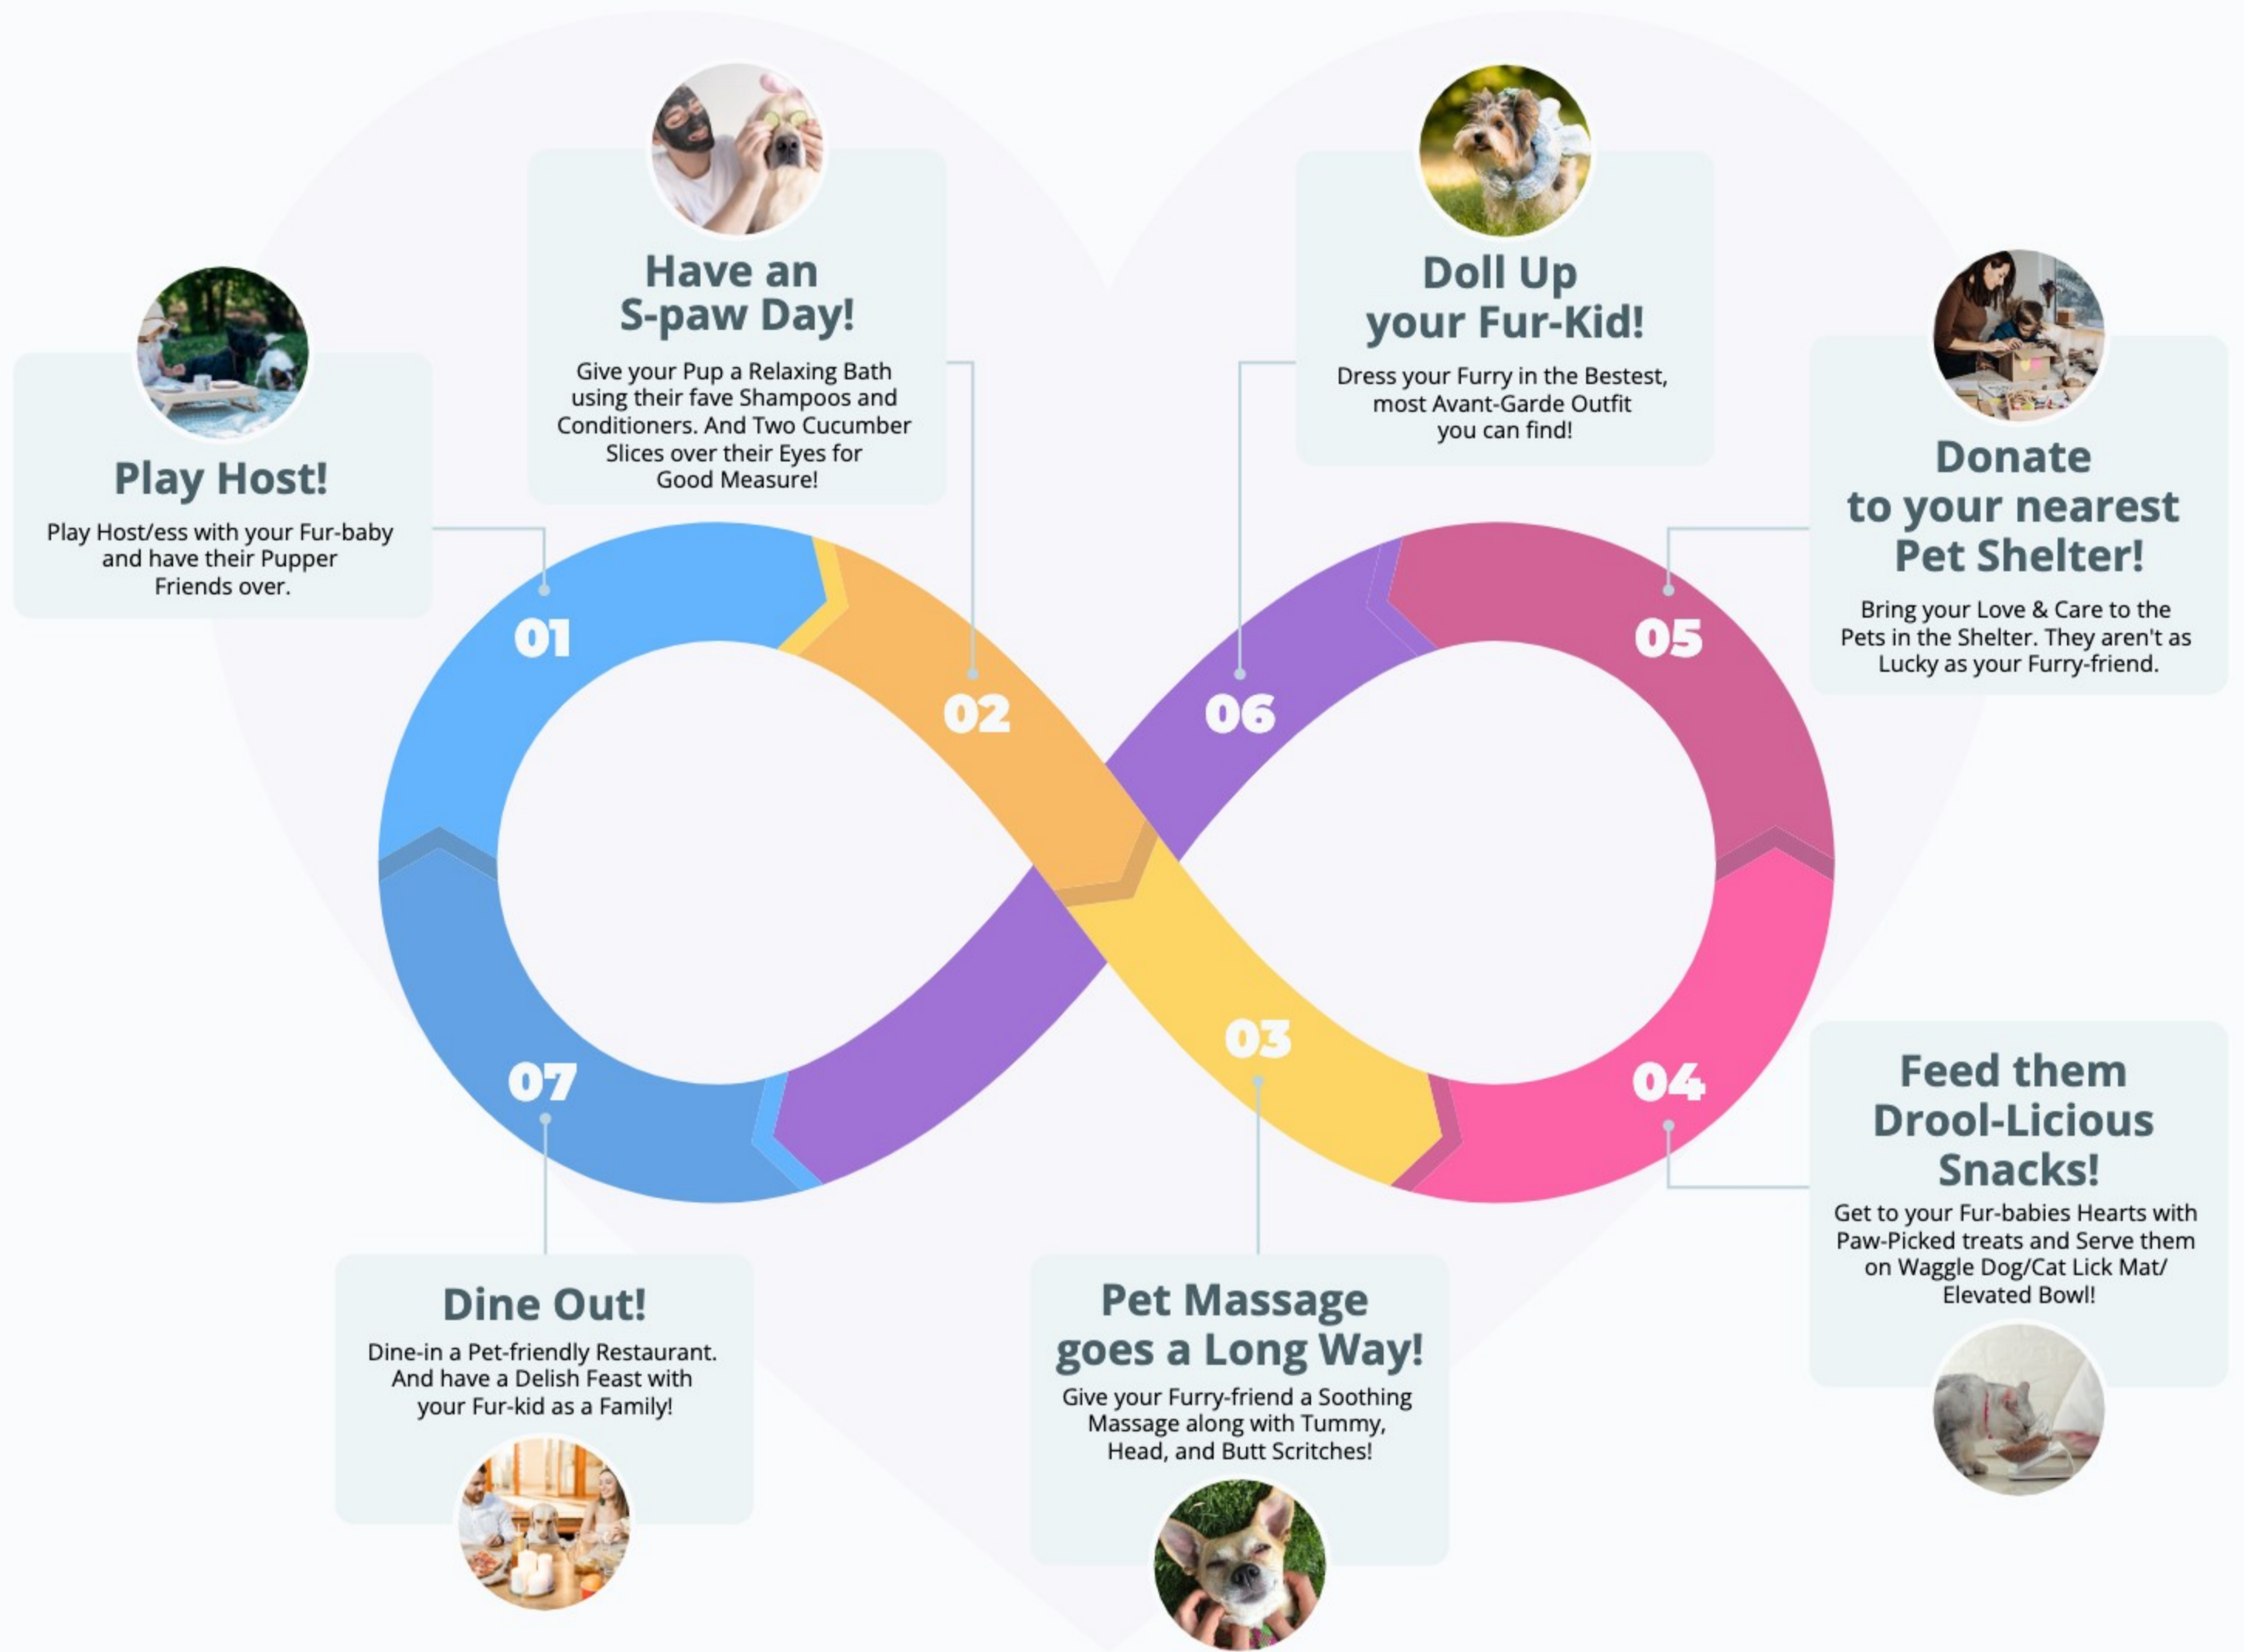 Play Host!
Play Host/ess with your Fur-baby
and have their Pupper
Friends over.
01
Have an
S-paw Day!
Give your Pup a Relaxing Bath
using their fave Shampoos and
Conditioners. And Two Cucumber
Slices over their Eyes for
Good Measure!
02
Pet Massage
goes a Long Way!
Give your Furry-friend a Soothing
Massage along with Tummy,
Head, and Butt Scritches!
03
Feed them
Drool-Licious
Snacks!
Get to your Fur-babies Hearts with
Paw-Picked treats and Serve them
on Waggle Dog/Cat Lick Mat/
Elevated Bowl!
04
Donate
to your nearest
Pet Shelter!
Bring your Love & Care to the
Pets in the Shelter. They aren't as
Lucky as your Furry-friend.
05
Doll Up
your Fur-Kid!
Dress your Furry in the Bestest,
most Avant-Garde Outfit
you can find!
06
Dine Out!
Dine-in a Pet-friendly Restaurant.
And have a Delish Feast with
your Fur-kid as a Family!
07